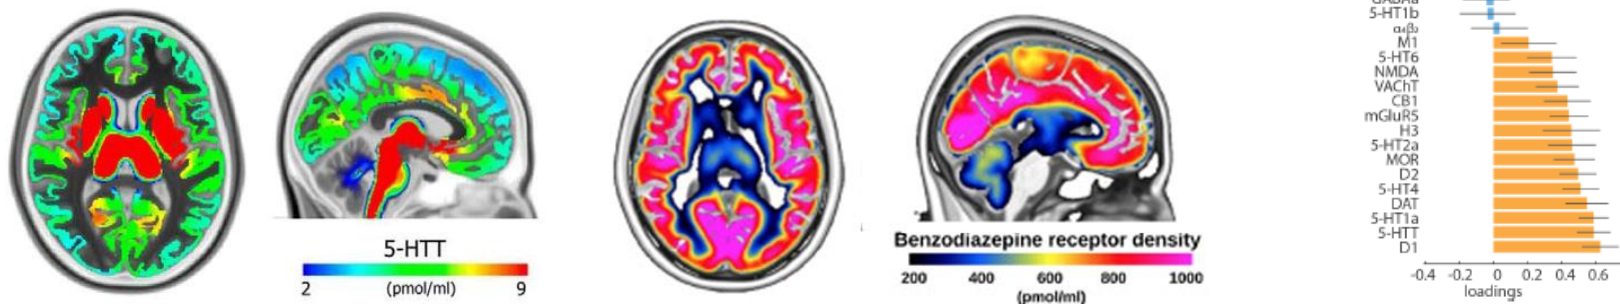 5-HTT
2 (pmol/ml) 9
Benzodiazepine receptor density
200 400 600 800 1000
(pmol/ml)
GABAa
5-HT1b
α₄β₂
M1
5-HT6
NMDA
VAChT
CB1
mGluR5
H3
5-HT2a
MOR
D2
5-HT4
DAT
5-HT1a
5-HTT
D1
-0.4 -0.2 0 0.2 0.4 0.6
loadings